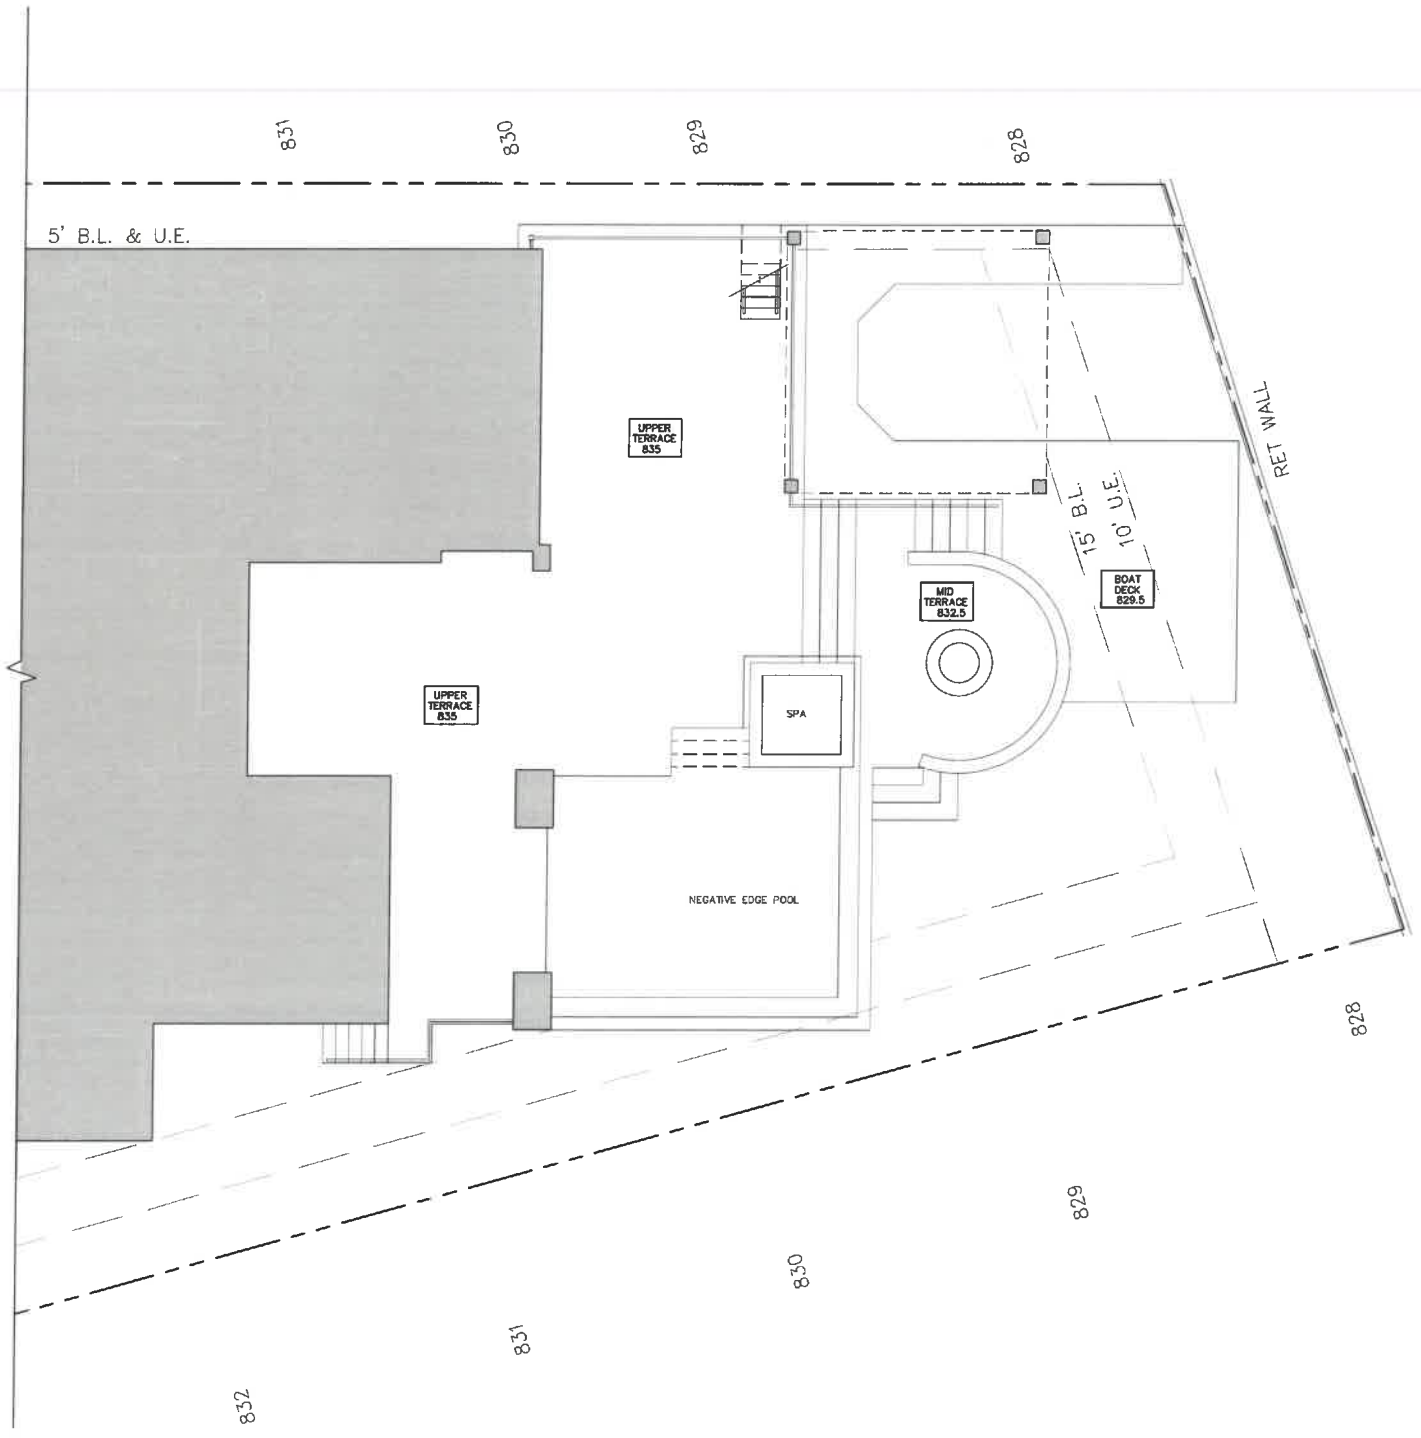 831
830
829
828
5' B.L. & U.E.
UPPER
TERRACE
835
RET WALL
15' B.L.
10' U.E.
MID
TERRACE
832.5
BOAT
DECK
829.5
UPPER
TERRACE
835
SPA
NEGATIVE EDGE POOL
828
829
830
831
832